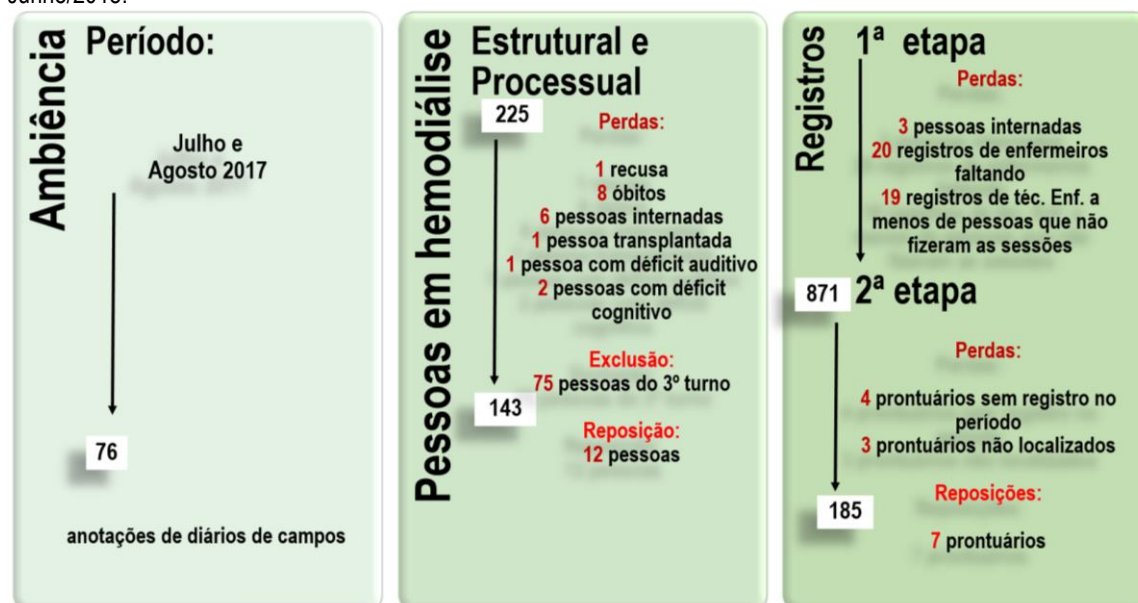 Junho/2018.
Ambiência
Período:
Julho e
Agosto 2017
76
anotações de diários de campos
Pessoas em hemodiálise
Estrutural e
Processual
225
Perdas:
1 recusa
8 óbitos
6 pessoas internadas
1 pessoa transplantada
1 pessoa com déficit auditivo
2 pessoas com déficit
cognitivo
Exclusão:
75 pessoas do 3º turno
143
Reposição:
12 pessoas
Registros
1ª etapa
Perdas:
3 pessoas internadas
20 registros de enfermeiros
faltando
19 registros de téc. Enf. a
menos de pessoas que não
fizeram as sessões
871
2ª etapa
Perdas:
4 prontuários sem registro no
período
3 prontuários não localizados
Reposições:
185
7 prontuários